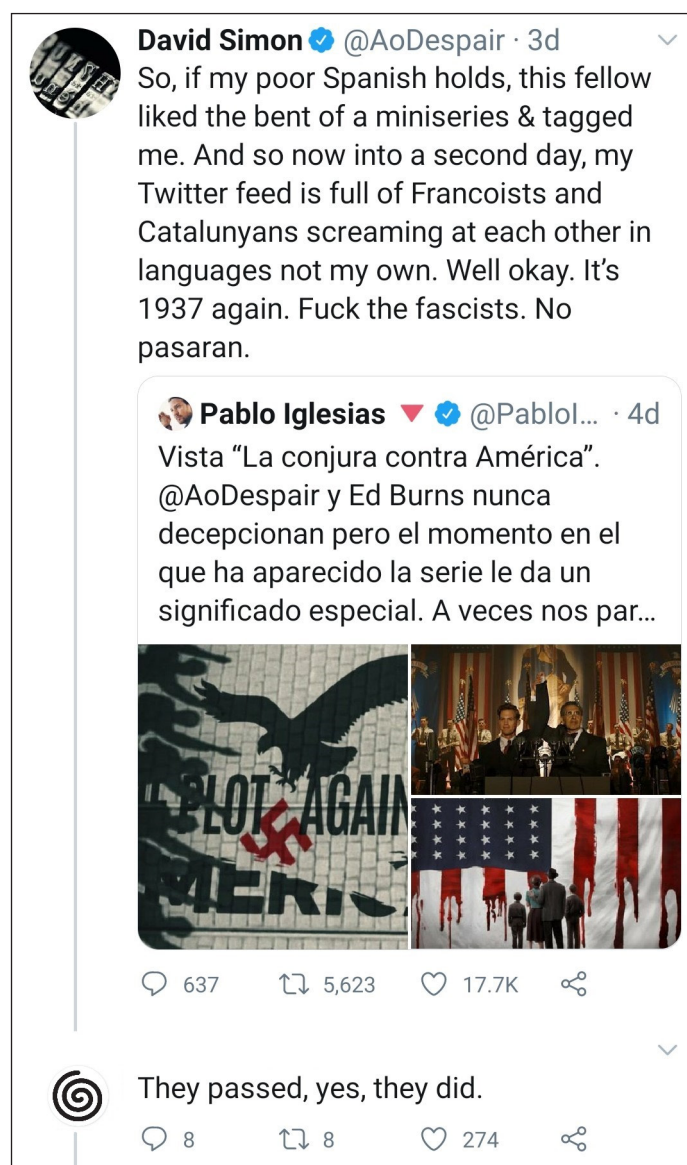 David Simon @AoDespair · 3d
So, if my poor Spanish holds, this fellow
liked the bent of a miniseries & tagged
me. And so now into a second day, my
Twitter feed is full of Francoists and
Catalunyans screaming at each other in
languages not my own. Well okay. It’s
1937 again. Fuck the fascists. No
pasaran.
Pablo Iglesias @PabloI... · 4d
Vista “La conjura contra América”.
@AoDespair y Ed Burns nunca
decepcionan pero el momento en el
que ha aparecido la serie le da un
significado especial. A veces nos par...
PLOT AGAIN
MERIC
637 5,623 17.7K
They passed, yes, they did.
8 8 274